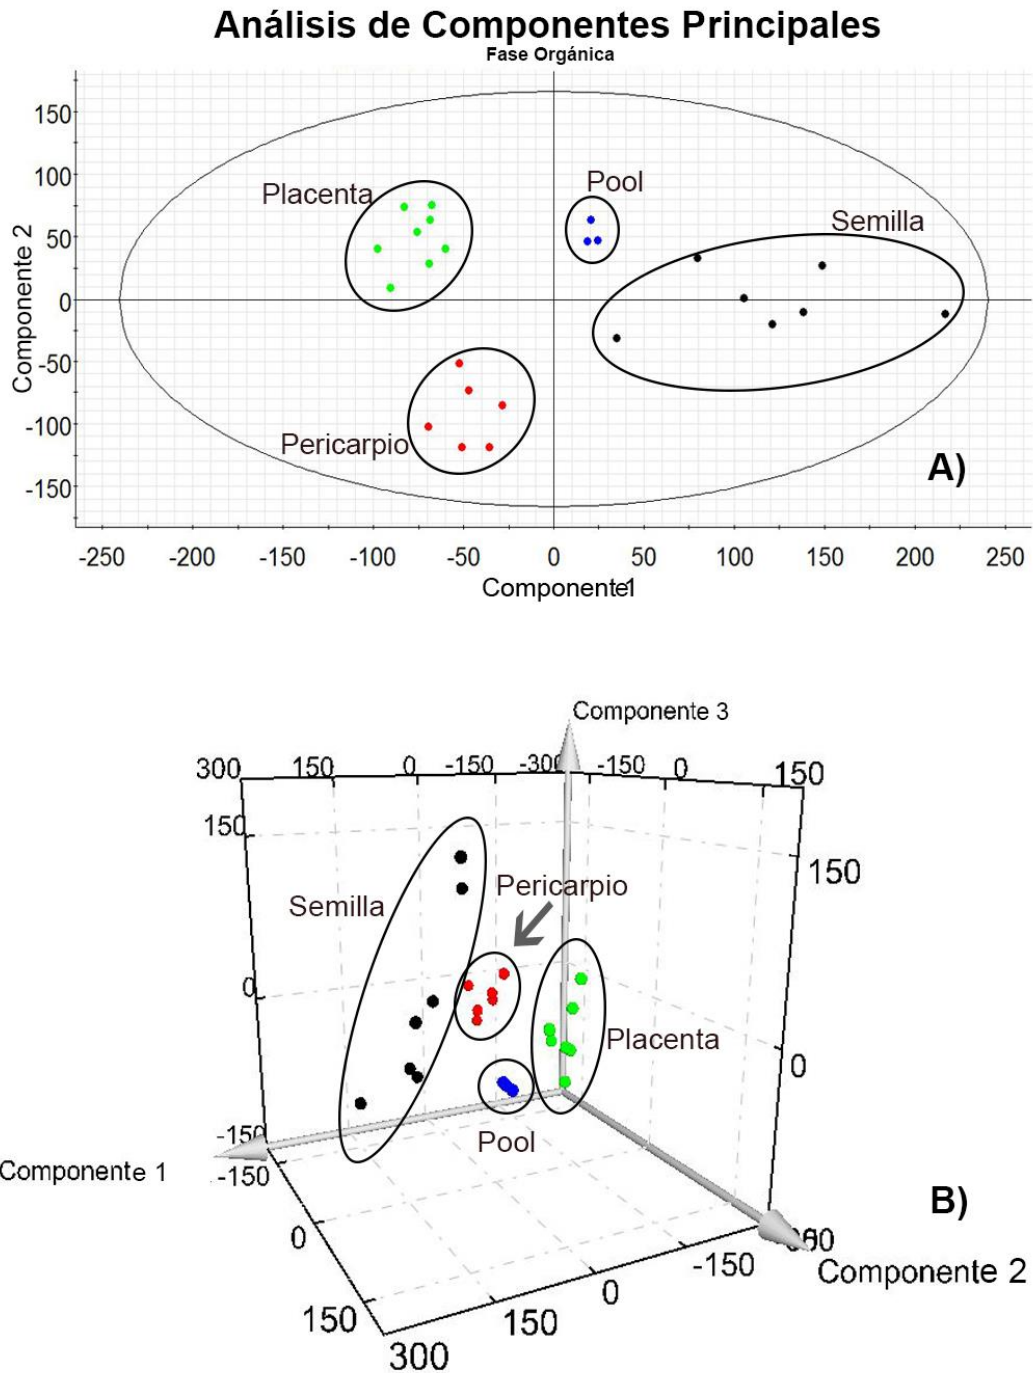 Análisis de Componentes Principales
Fase Orgánica
150
100
50
0
-50
-100
-150
Componente 2
Placenta
Pool
Semilla
Pericarpio
A)
-250 -200 -150 -100 -50 0 50 100 150 200 250
Componente1
Componente 3
300 150 0 -150 -300 -150 0 150
150
150
Semilla
Pericarpio
0
Placenta
0
Pool
-150
Componente 1
-150
B)
0
-150
Componente 2
150
0
150
300